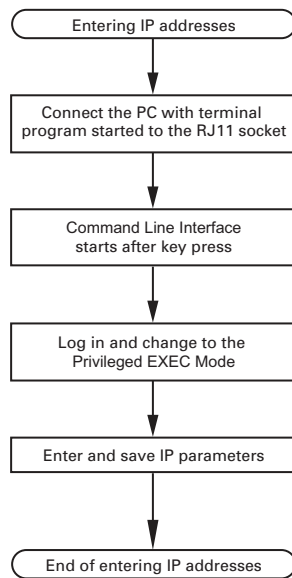 Entering IP addresses
Connect the PC with terminal
program started to the RJ11 socket
Command Line Interface
starts after key press
Log in and change to the
Privileged EXEC Mode
Enter and save IP parameters
End of entering IP addresses